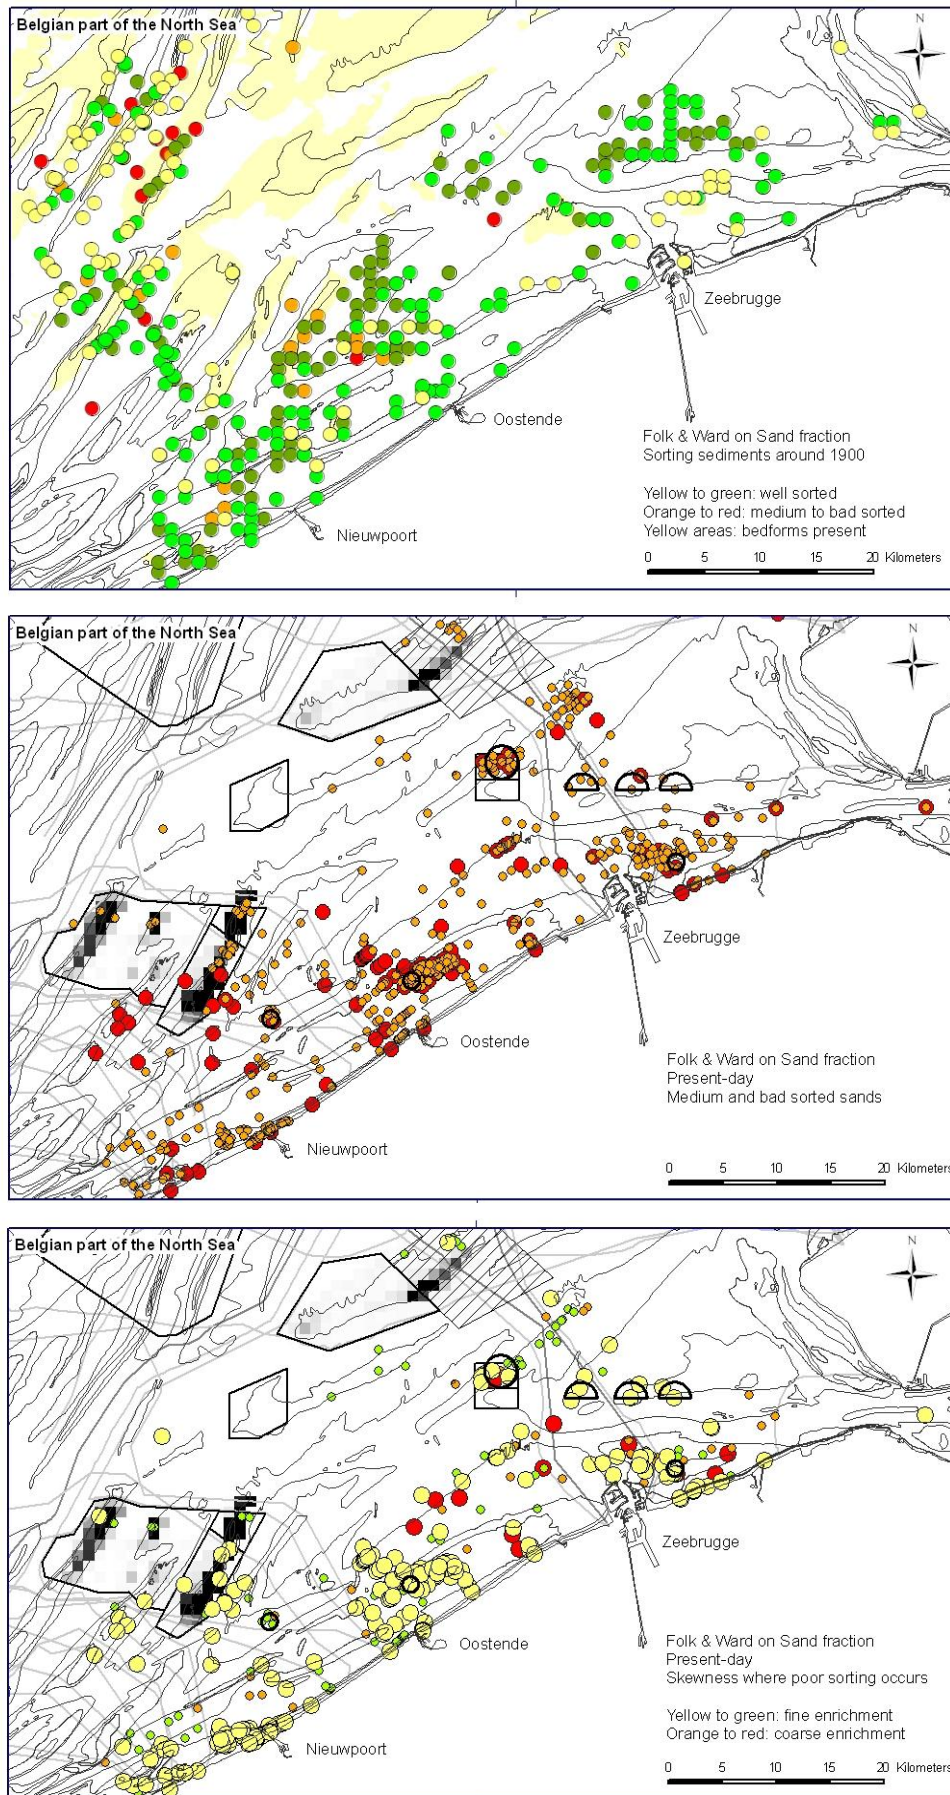 Belgian part of the North Sea
N
Zeebrugge
Oostende
Nieuwpoort
Folk & Ward on Sand fraction
Sorting sediments around 1900
Yellow to green: well sorted
Orange to red: medium to bad sorted
Yellow areas: bedforms present
0 5 10 15 20 Kilometers
Belgian part of the North Sea
N
Zeebrugge
Oostende
Nieuwpoort
Folk & Ward on Sand fraction
Present-day
Medium and bad sorted sands
0 5 10 15 20 Kilometers
Belgian part of the North Sea
N
Zeebrugge
Oostende
Nieuwpoort
Folk & Ward on Sand fraction
Present-day
Skewness where poor sorting occurs
Yellow to green: fine enrichment
Orange to red: coarse enrichment
0 5 10 15 20 Kilometers